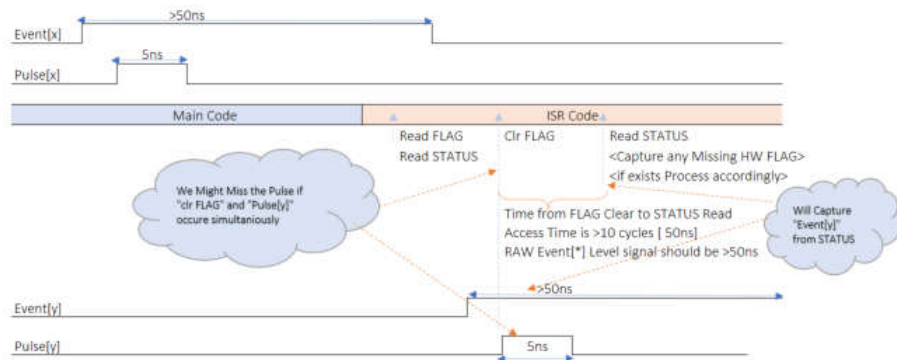 >50ns
Event[x]
5ns
Pulse[x]
Main Code
ISR Code
Read FLAG
Read STATUS
Clr FLAG
Read STATUS
<Capture any Missing HW FLAG>
<if exists Process accordingly>
We Might Miss the Pulse if
"clr FLAG" and "Pulse[y]"
occure simultaniously
Time from FLAG Clear to STATUS Read
Access Time is >10 cycles [ 50ns]
RAW Event[*] Level signal should be >50ns
Will Capture
"Event[y]"
from STATUS
>50ns
Event[y]
5ns
Pulse[y]